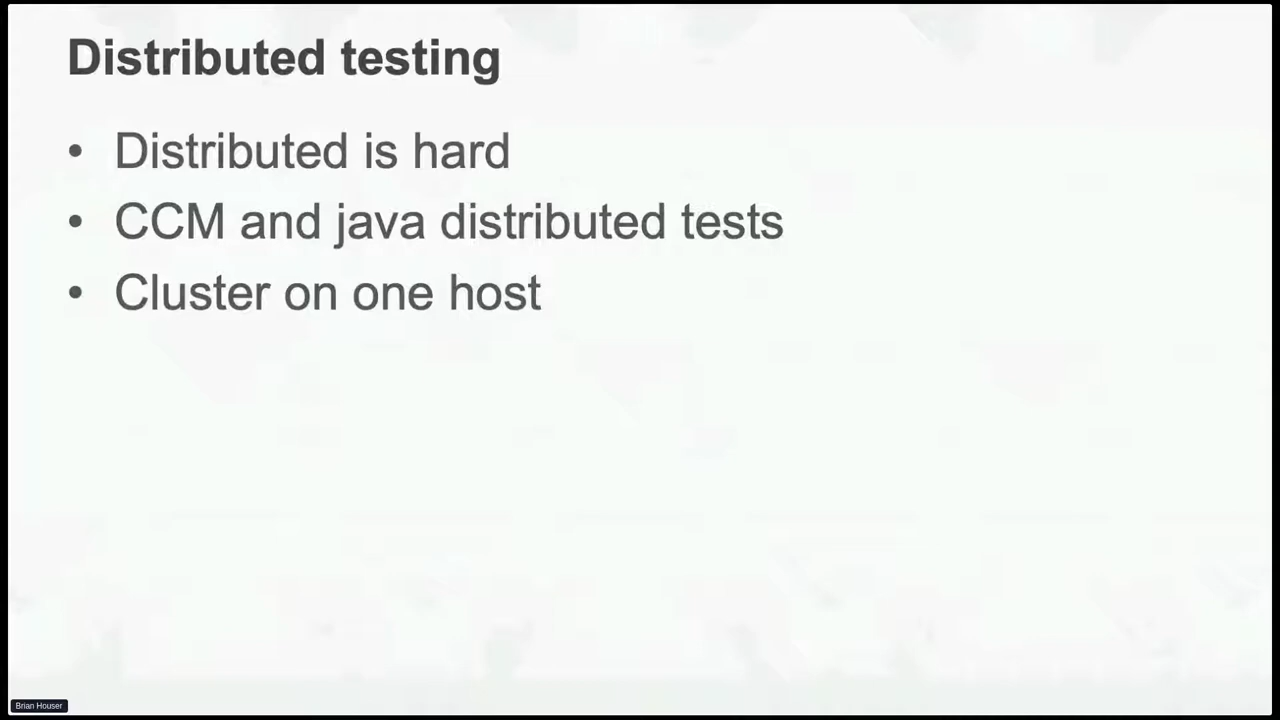 Distributed testing
• Distributed is hard
• CCM and java distributed tests
• Cluster on one host
Brian Houser